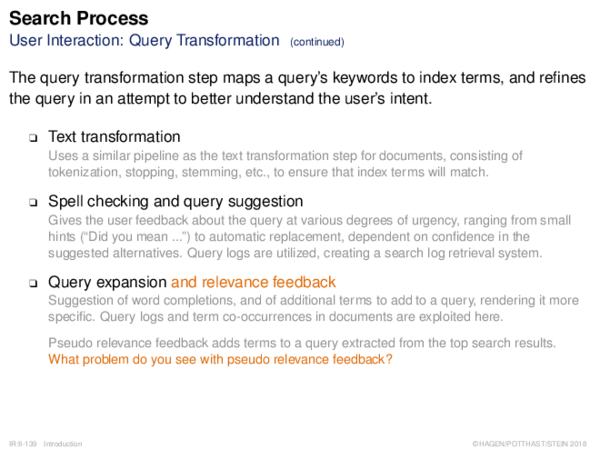 Search Process
User Interaction: Query Transformation (continued)
The query transformation step maps a query's keywords to index terms, and refines
the query in an attempt to better understand the user's intent.
❑ Text transformation
Uses a similar pipeline as the text transformation step for documents, consisting of
tokenization, stopping, stemming, etc., to ensure that index terms will match.
❑ Spell checking and query suggestion
Gives the user feedback about the query at various degrees of urgency, ranging from small
hints (“Did you mean ...”) to automatic replacement, dependent on confidence in the
suggested alternatives. Query logs are utilized, creating a search log retrieval system.
❑ Query expansion and relevance feedback
Suggestion of word completions, and of additional terms to add to a query, rendering it more
specific. Query logs and term co-occurrences in documents are exploited here.
Pseudo relevance feedback adds terms to a query extracted from the top search results.
What problem do you see with pseudo relevance feedback?
IR:II-139 Introduction ©HAGEN/POTTHAST/STEIN 2018